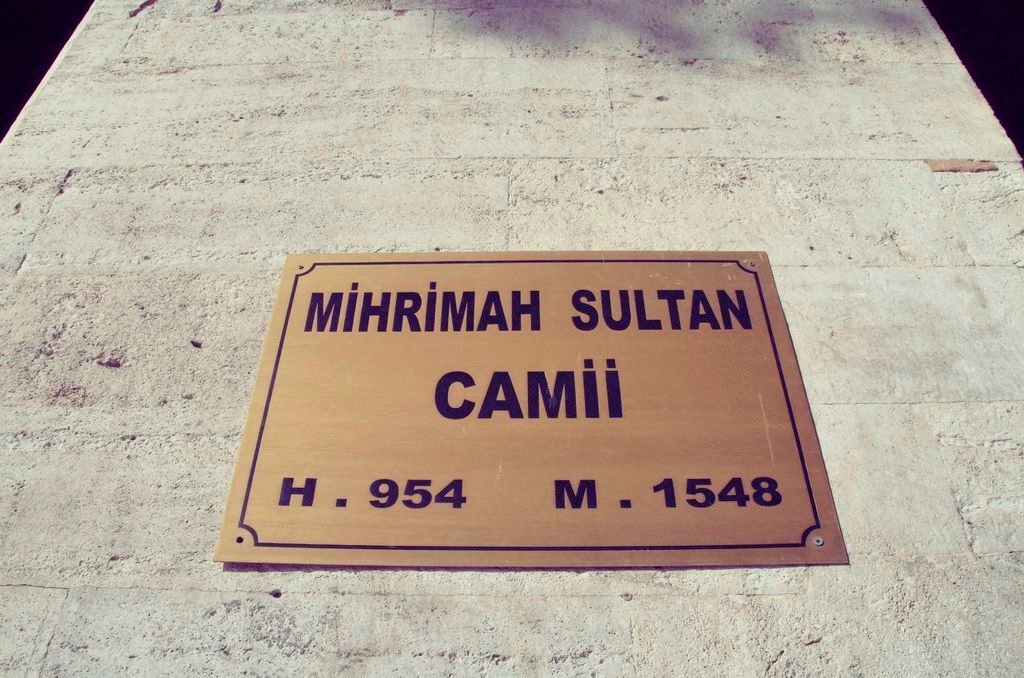 MİHRİMAH SULTAN
CAMİİ
H . 954 M . 1548